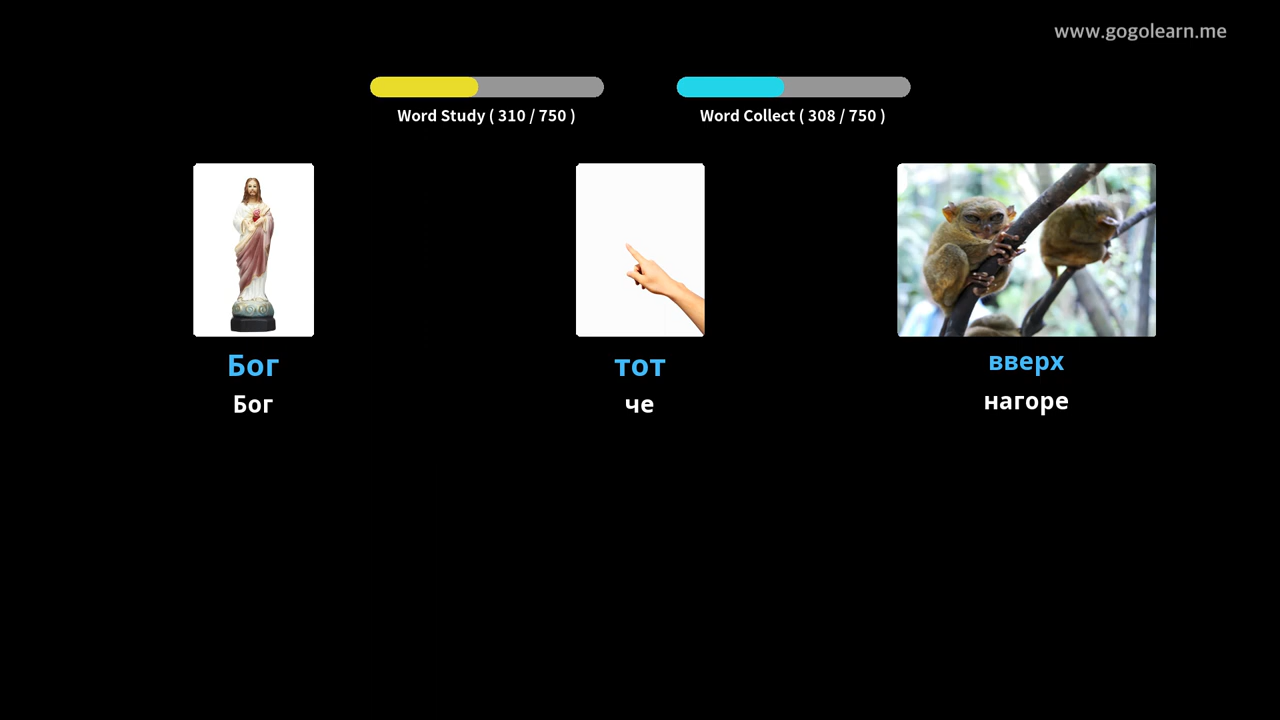 www.gogolearn.me
Word Study ( 310 / 750 )
Word Collect ( 308 / 750 )
Бог
Бог
тот
че
вверх
нагоре